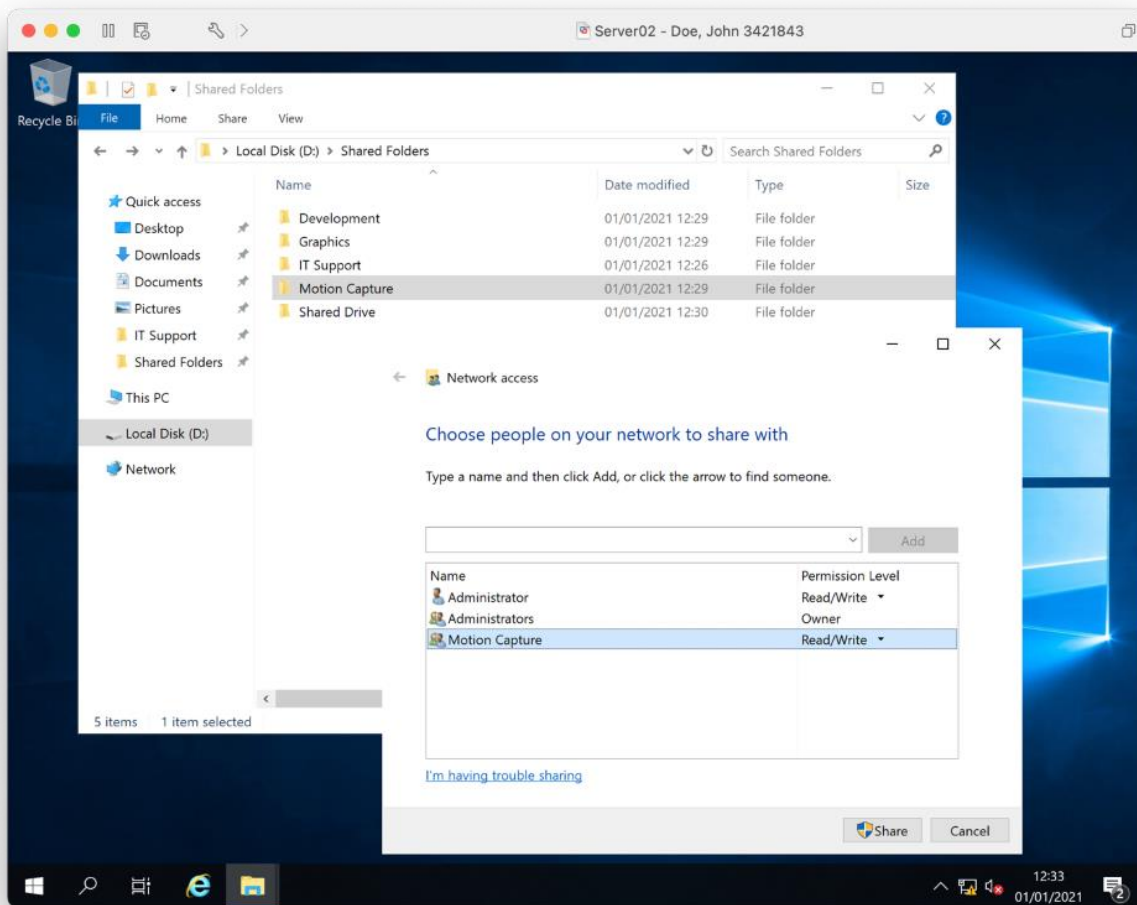 Server02 - Doe, John 3421843
Recycle Bi
Shared Folders
File Home Share View
Local Disk (D:) > Shared Folders
Search Shared Folders
Name Date modified Type Size
Quick access
Desktop
Downloads
Documents
Pictures
IT Support
Shared Folders
This PC
Local Disk (D:)
Network
Development 01/01/2021 12:29 File folder
Graphics 01/01/2021 12:29 File folder
IT Support 01/01/2021 12:26 File folder
Motion Capture 01/01/2021 12:29 File folder
Shared Drive 01/01/2021 12:30 File folder
5 items 1 item selected
Network access
Choose people on your network to share with
Type a name and then click Add, or click the arrow to find someone.
Add
Name Permission Level
Administrator Read/Write
Administrators Owner
Motion Capture Read/Write
I'm having trouble sharing
Share Cancel
12:33
01/01/2021
2